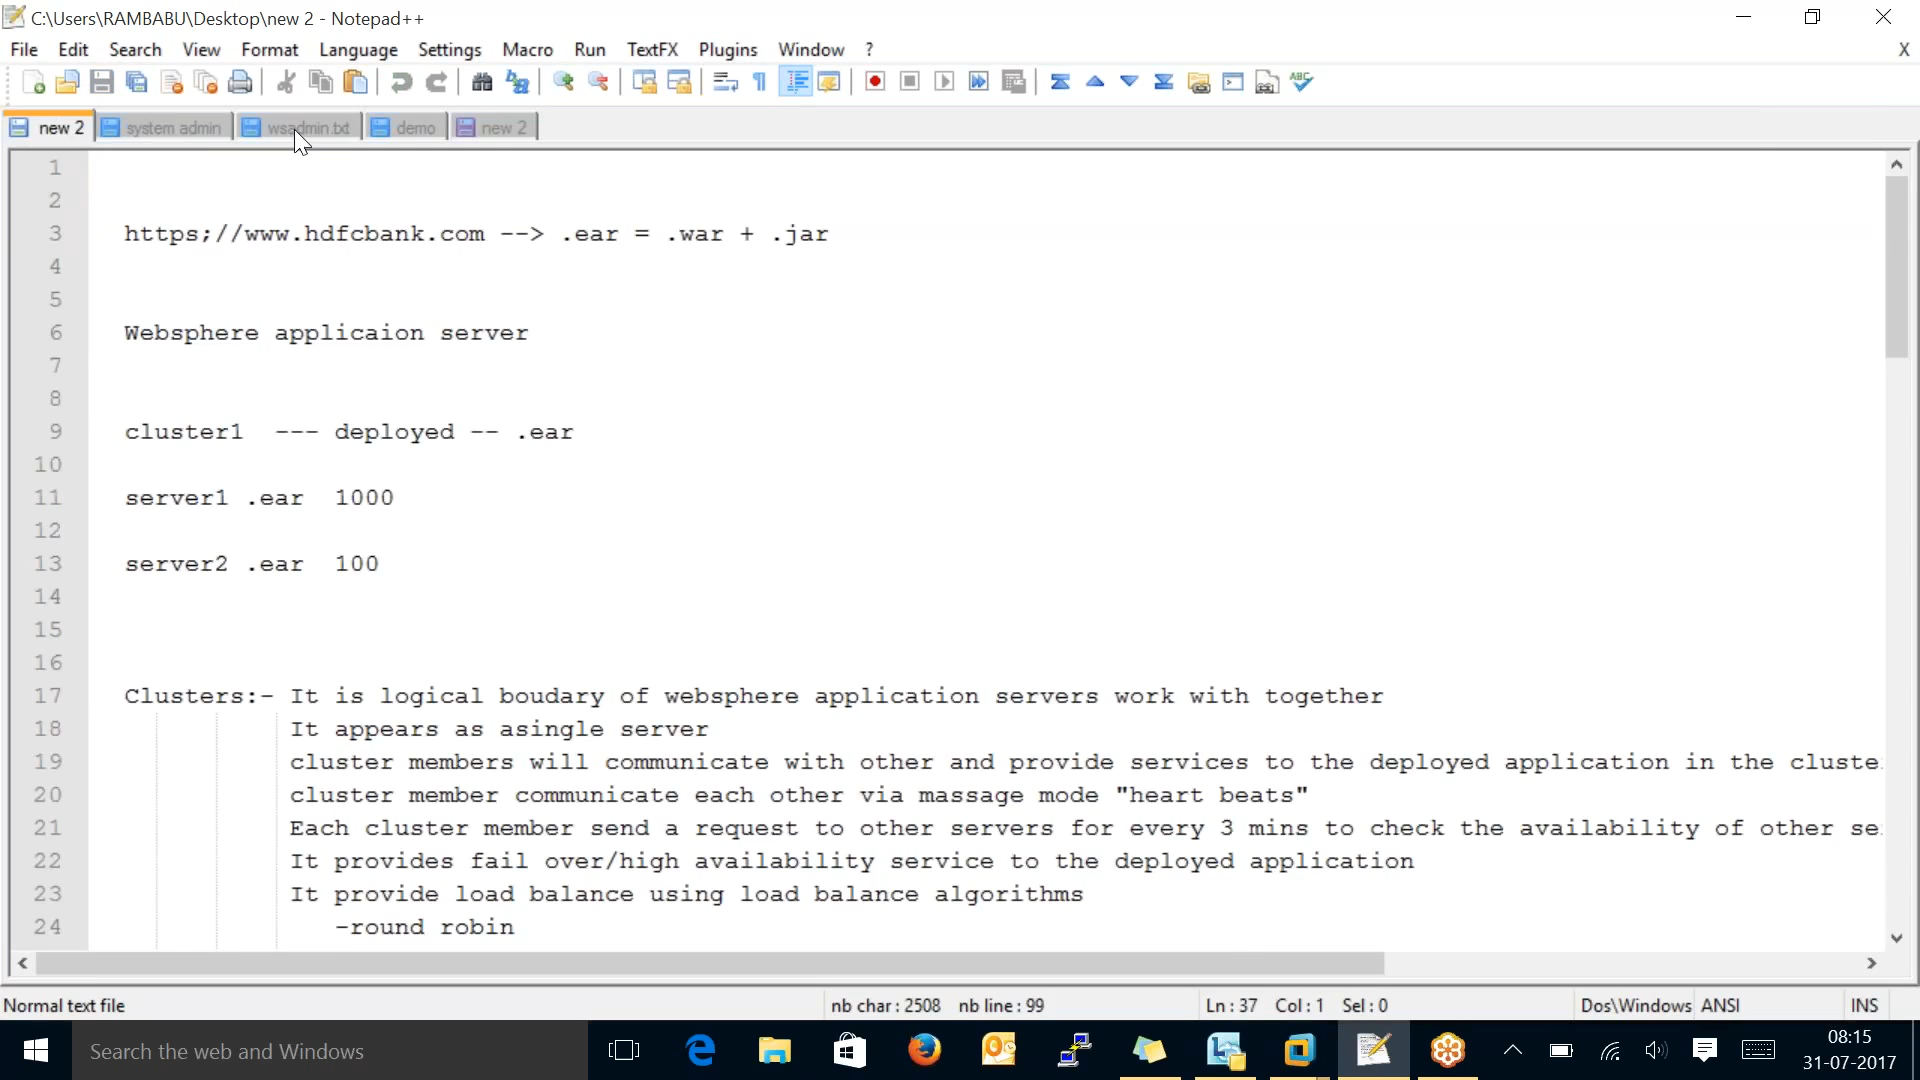 C:\Users\RAMBABU\Desktop\new 2 - Notepad++
File Edit Search View Format Language Settings Macro Run TextFX Plugins Window ? X
new 2 system admin wsadmin.txt demo new 2
1
2
3 https;//www.hdfcbank.com --> .ear = .war + .jar
4
5
6 Websphere applicaion server
7
8
9 cluster1 --- deployed -- .ear
10
11 server1 .ear 1000
12
13 server2 .ear 100
14
15
16
17 Clusters:- It is logical boudary of websphere application servers work with together
18 It appears as asingle server
19 cluster members will communicate with other and provide services to the deployed application in the cluste
20 cluster member communicate each other via massage mode "heart beats"
21 Each cluster member send a request to other servers for every 3 mins to check the availability of other se
22 It provides fail over/high availability service to the deployed application
23 It provide load balance using load balance algorithms
24 -round robin
Normal text file nb char : 2508 nb line : 99 Ln : 37 Col : 1 Sel : 0 Dos\Windows ANSI INS
Search the web and Windows
08:15
31-07-2017